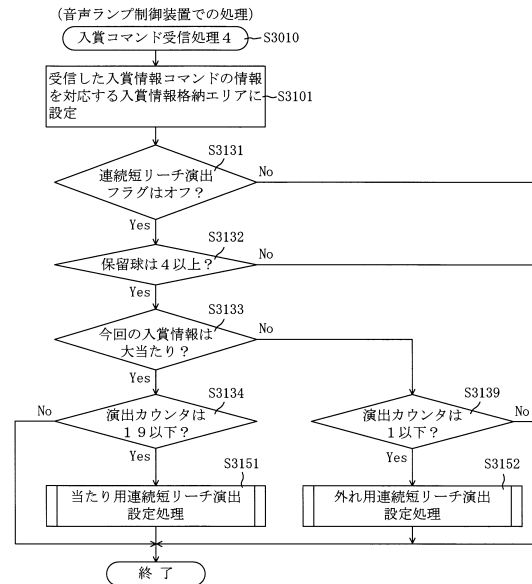 (音声ランプ制御装置での処理)
入賞コマンド受信処理4
S3010
受信した入賞情報コマンドの情報
を対応する入賞情報格納エリアに
設定
S3101
S3131
連続短リーチ演出
フラグはオフ?
No
Yes
S3132
保留球は4以上?
No
Yes
S3133
今回の入賞情報は
大当たり?
No
Yes
S3134
演出カウンタは
19以下?
No
Yes
S3139
演出カウンタは
1以下?
No
Yes
S3151
当たり用連続短リーチ演出
設定処理
S3152
外れ用連続短リーチ演出
設定処理
終了